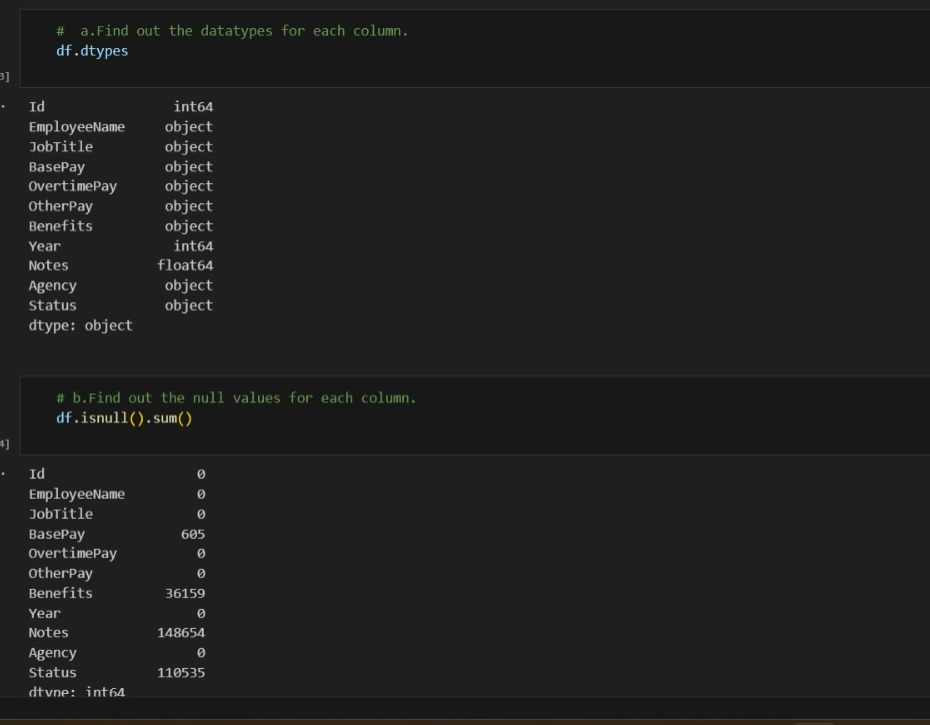 # a.Find out the datatypes for each column.
df.dtypes
3]
Id int64
EmployeeName object
JobTitle object
BasePay object
OvertimePay object
OtherPay object
Benefits object
Year int64
Notes float64
Agency object
Status object
dtype: object
# b.Find out the null values for each column.
df.isnull().sum()
4]
Id 0
EmployeeName 0
JobTitle 0
BasePay 605
OvertimePay 0
OtherPay 0
Benefits 36159
Year 0
Notes 148654
Agency 0
Status 110535
dtype: int64